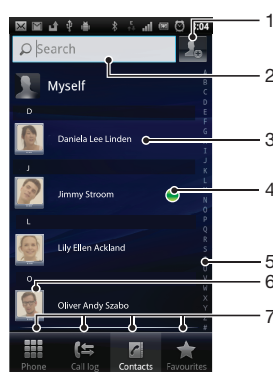 8:04
1
Search
2
Myself
D
Daniela Lee Linden
3
J
Jimmy Stroom
4
L
Lily Ellen Ackland
5
O
6
Oliver Andy Szabo
7
Phone
Call log
Contacts
Favourites
A
B
C
D
E
F
G
I
J
K
L
N
O
P
Q
R
S
U
V
W
X
Y
Z
#